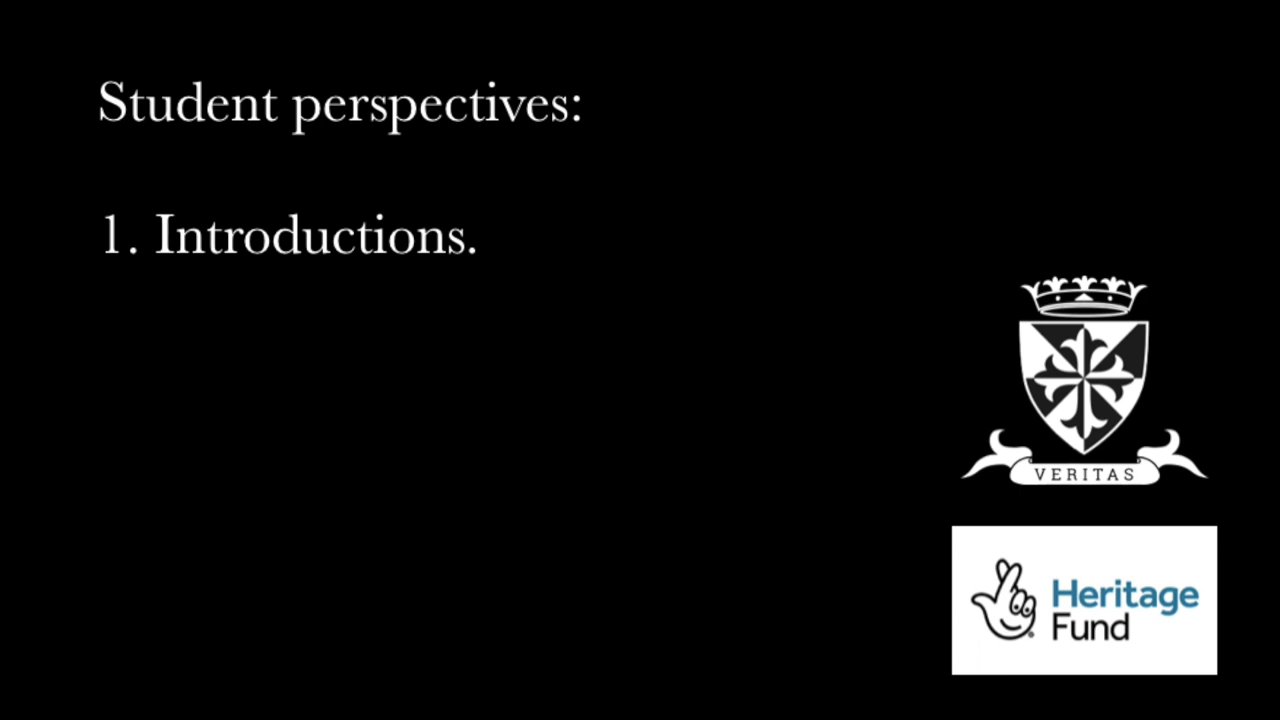 Student perspectives:
1. Introductions.
VERITAS
Heritage
Fund